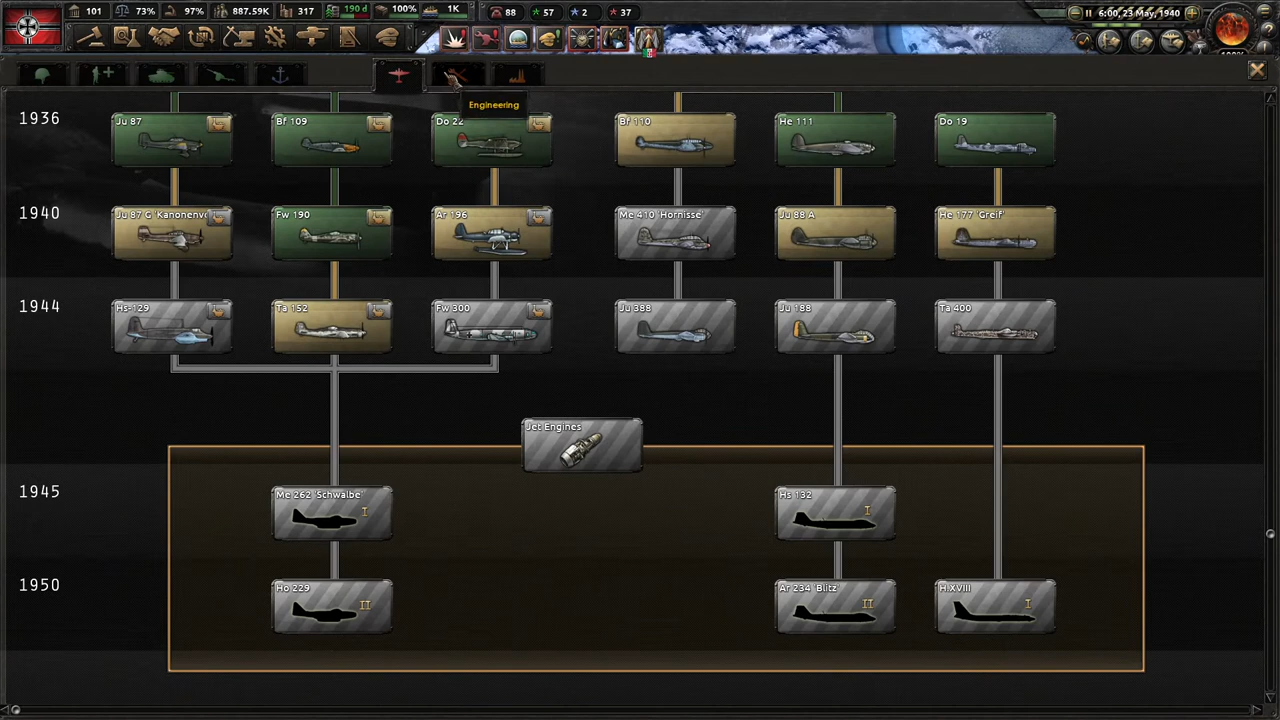 101 73% 97% 887.59K 317 190 d 100% 1K 88 57 2 37 6:00, 23 May, 1940
100%
Engineering
1936
Ju 87 Bf 109 Do 22 Bf 110 He 111 Do 19
1940
Ju 87 G 'Kanonenvo Fw 190 Ar 196 Me 410 'Hornisse' Ju 88 A He 177 'Greif'
1944
Hs-129 Ta 152 Fw 300 Ju 388 Ju 188 Ta 400
Jet Engines
1945
Me 262 'Schwalbe' I Hs 132 I
1950
Ho 229 II Ar 234 'Blitz' II H.XVIII I